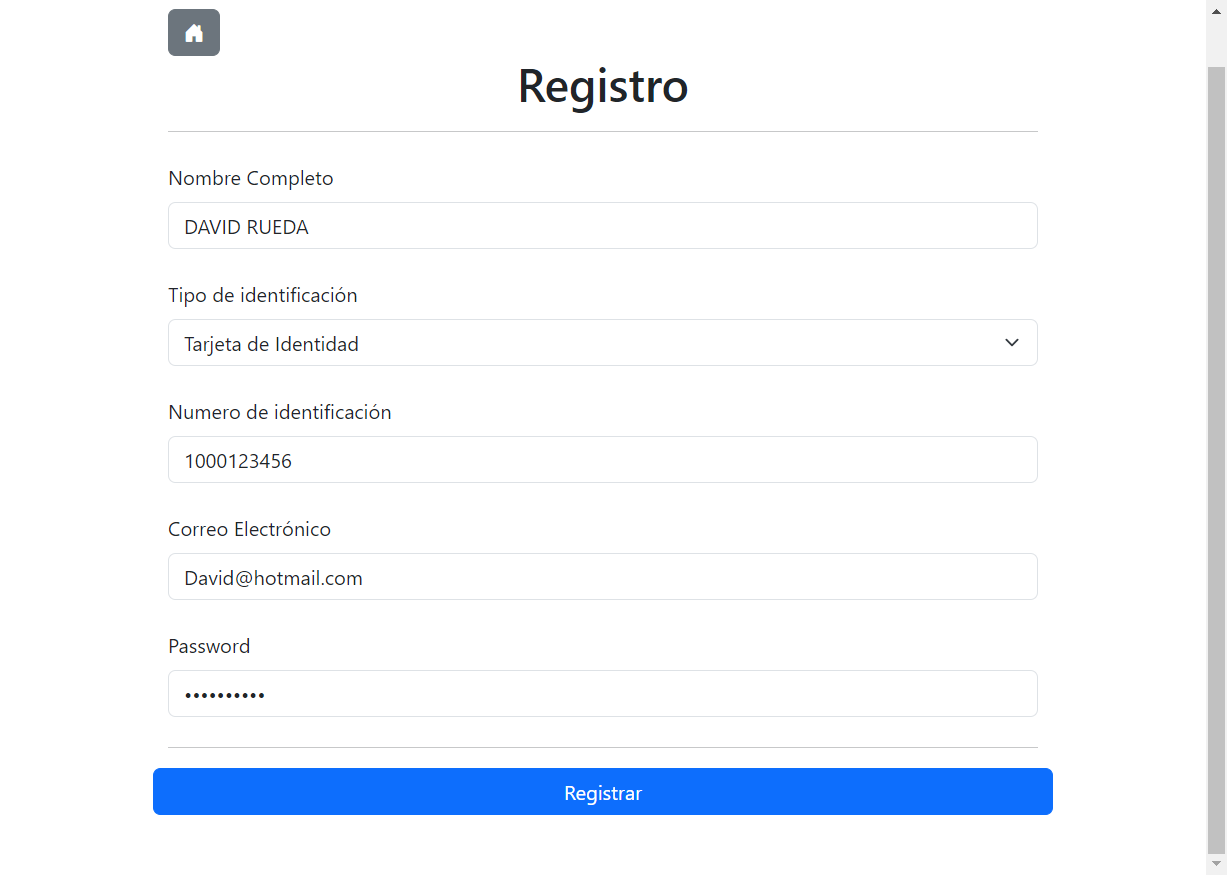 Registro
Nombre Completo
DAVID RUEDA
Tipo de identificación
Tarjeta de Identidad
Numero de identificación
1000123456
Correo Electrónico
David@hotmail.com
Password
••••••••••
Registrar